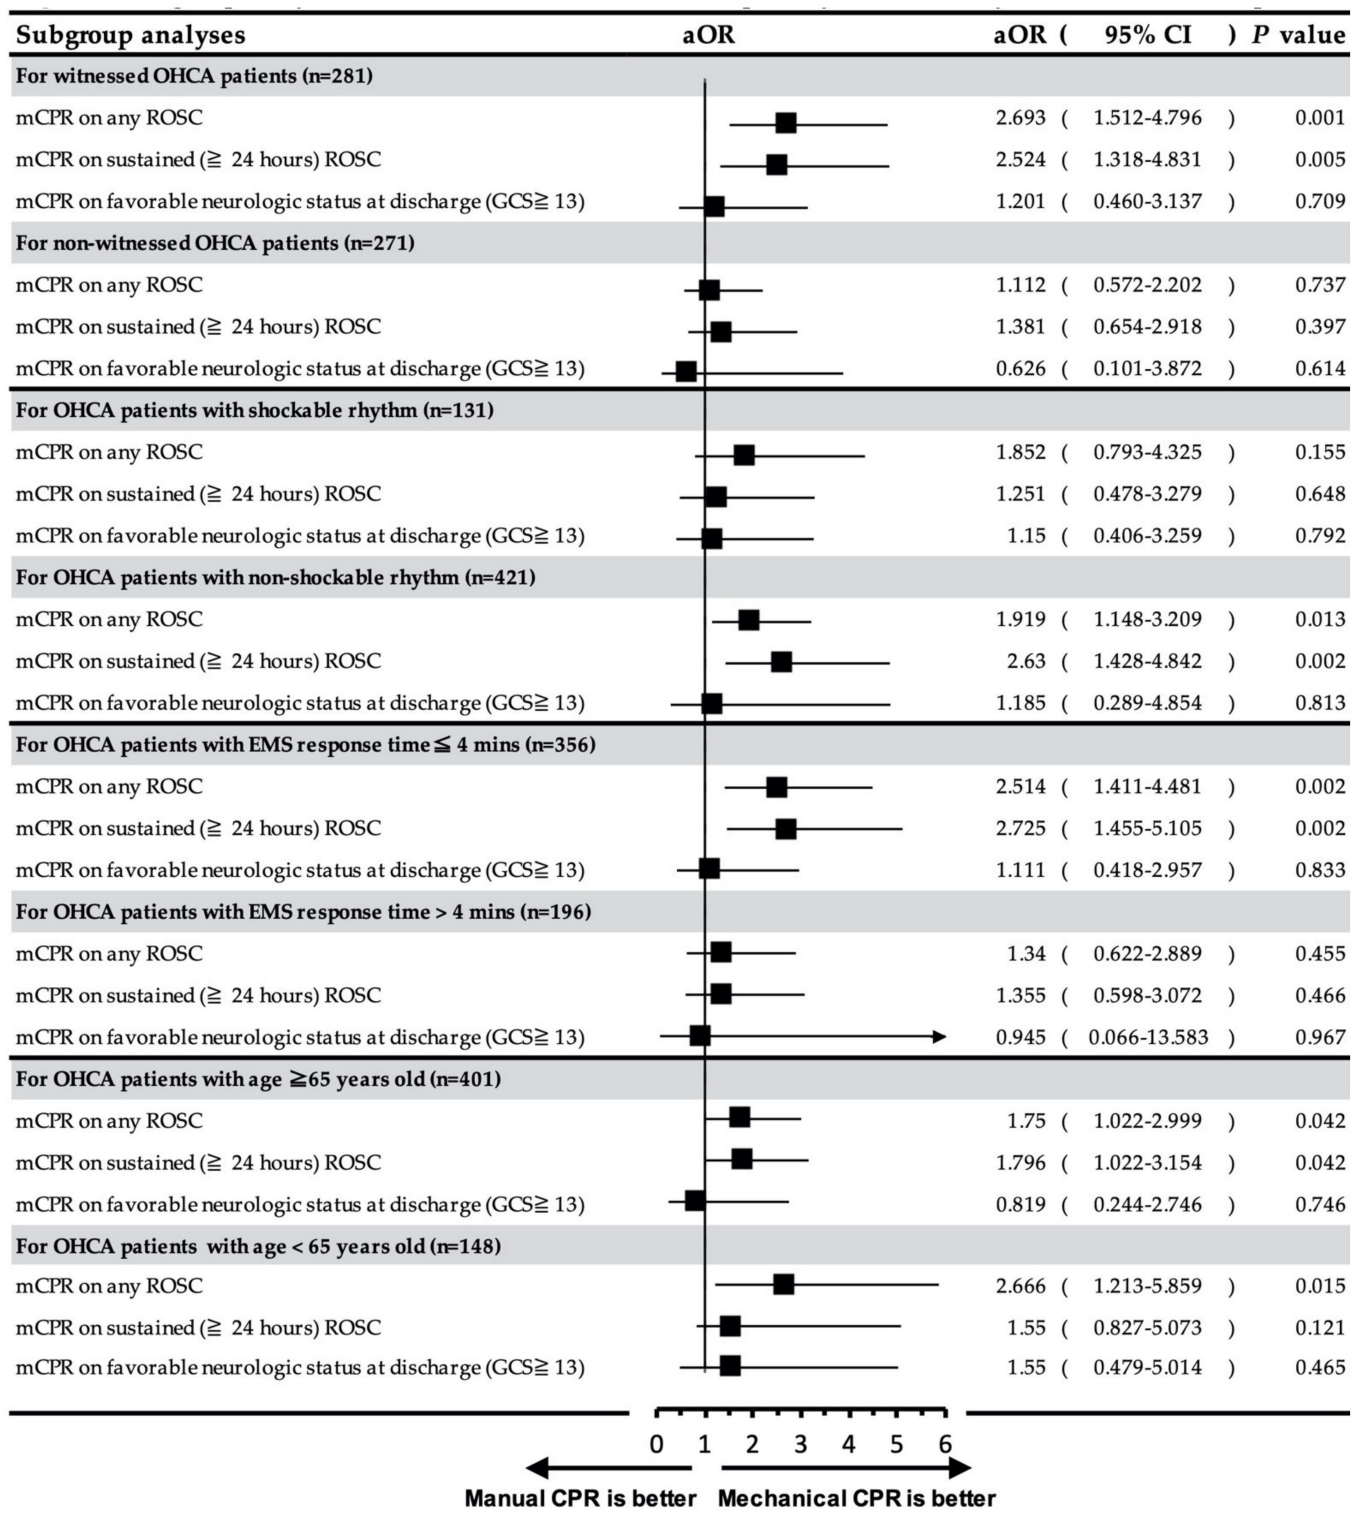 Subgroup analyses aOR aOR ( 95% CI ) P value
For witnessed OHCA patients (n=281)
mCPR on any ROSC 2.693 ( 1.512-4.796 ) 0.001
mCPR on sustained (≧ 24 hours) ROSC 2.524 ( 1.318-4.831 ) 0.005
mCPR on favorable neurologic status at discharge (GCS≧ 13) 1.201 ( 0.460-3.137 ) 0.709
For non-witnessed OHCA patients (n=271)
mCPR on any ROSC 1.112 ( 0.572-2.202 ) 0.737
mCPR on sustained (≧ 24 hours) ROSC 1.381 ( 0.654-2.918 ) 0.397
mCPR on favorable neurologic status at discharge (GCS≧ 13) 0.626 ( 0.101-3.872 ) 0.614
For OHCA patients with shockable rhythm (n=131)
mCPR on any ROSC 1.852 ( 0.793-4.325 ) 0.155
mCPR on sustained (≧ 24 hours) ROSC 1.251 ( 0.478-3.279 ) 0.648
mCPR on favorable neurologic status at discharge (GCS≧ 13) 1.15 ( 0.406-3.259 ) 0.792
For OHCA patients with non-shockable rhythm (n=421)
mCPR on any ROSC 1.919 ( 1.148-3.209 ) 0.013
mCPR on sustained (≧ 24 hours) ROSC 2.63 ( 1.428-4.842 ) 0.002
mCPR on favorable neurologic status at discharge (GCS≧ 13) 1.185 ( 0.289-4.854 ) 0.813
For OHCA patients with EMS response time ≦ 4 mins (n=356)
mCPR on any ROSC 2.514 ( 1.411-4.481 ) 0.002
mCPR on sustained (≧ 24 hours) ROSC 2.725 ( 1.455-5.105 ) 0.002
mCPR on favorable neurologic status at discharge (GCS≧ 13) 1.111 ( 0.418-2.957 ) 0.833
For OHCA patients with EMS response time > 4 mins (n=196)
mCPR on any ROSC 1.34 ( 0.622-2.889 ) 0.455
mCPR on sustained (≧ 24 hours) ROSC 1.355 ( 0.598-3.072 ) 0.466
mCPR on favorable neurologic status at discharge (GCS≧ 13) 0.945 ( 0.066-13.583 ) 0.967
For OHCA patients with age ≧65 years old (n=401)
mCPR on any ROSC 1.75 ( 1.022-2.999 ) 0.042
mCPR on sustained (≧ 24 hours) ROSC 1.796 ( 1.022-3.154 ) 0.042
mCPR on favorable neurologic status at discharge (GCS≧ 13) 0.819 ( 0.244-2.746 ) 0.746
For OHCA patients with age < 65 years old (n=148)
mCPR on any ROSC 2.666 ( 1.213-5.859 ) 0.015
mCPR on sustained (≧ 24 hours) ROSC 1.55 ( 0.827-5.073 ) 0.121
mCPR on favorable neurologic status at discharge (GCS≧ 13) 1.55 ( 0.479-5.014 ) 0.465
0 1 2 3 4 5 6
Manual CPR is better Mechanical CPR is better